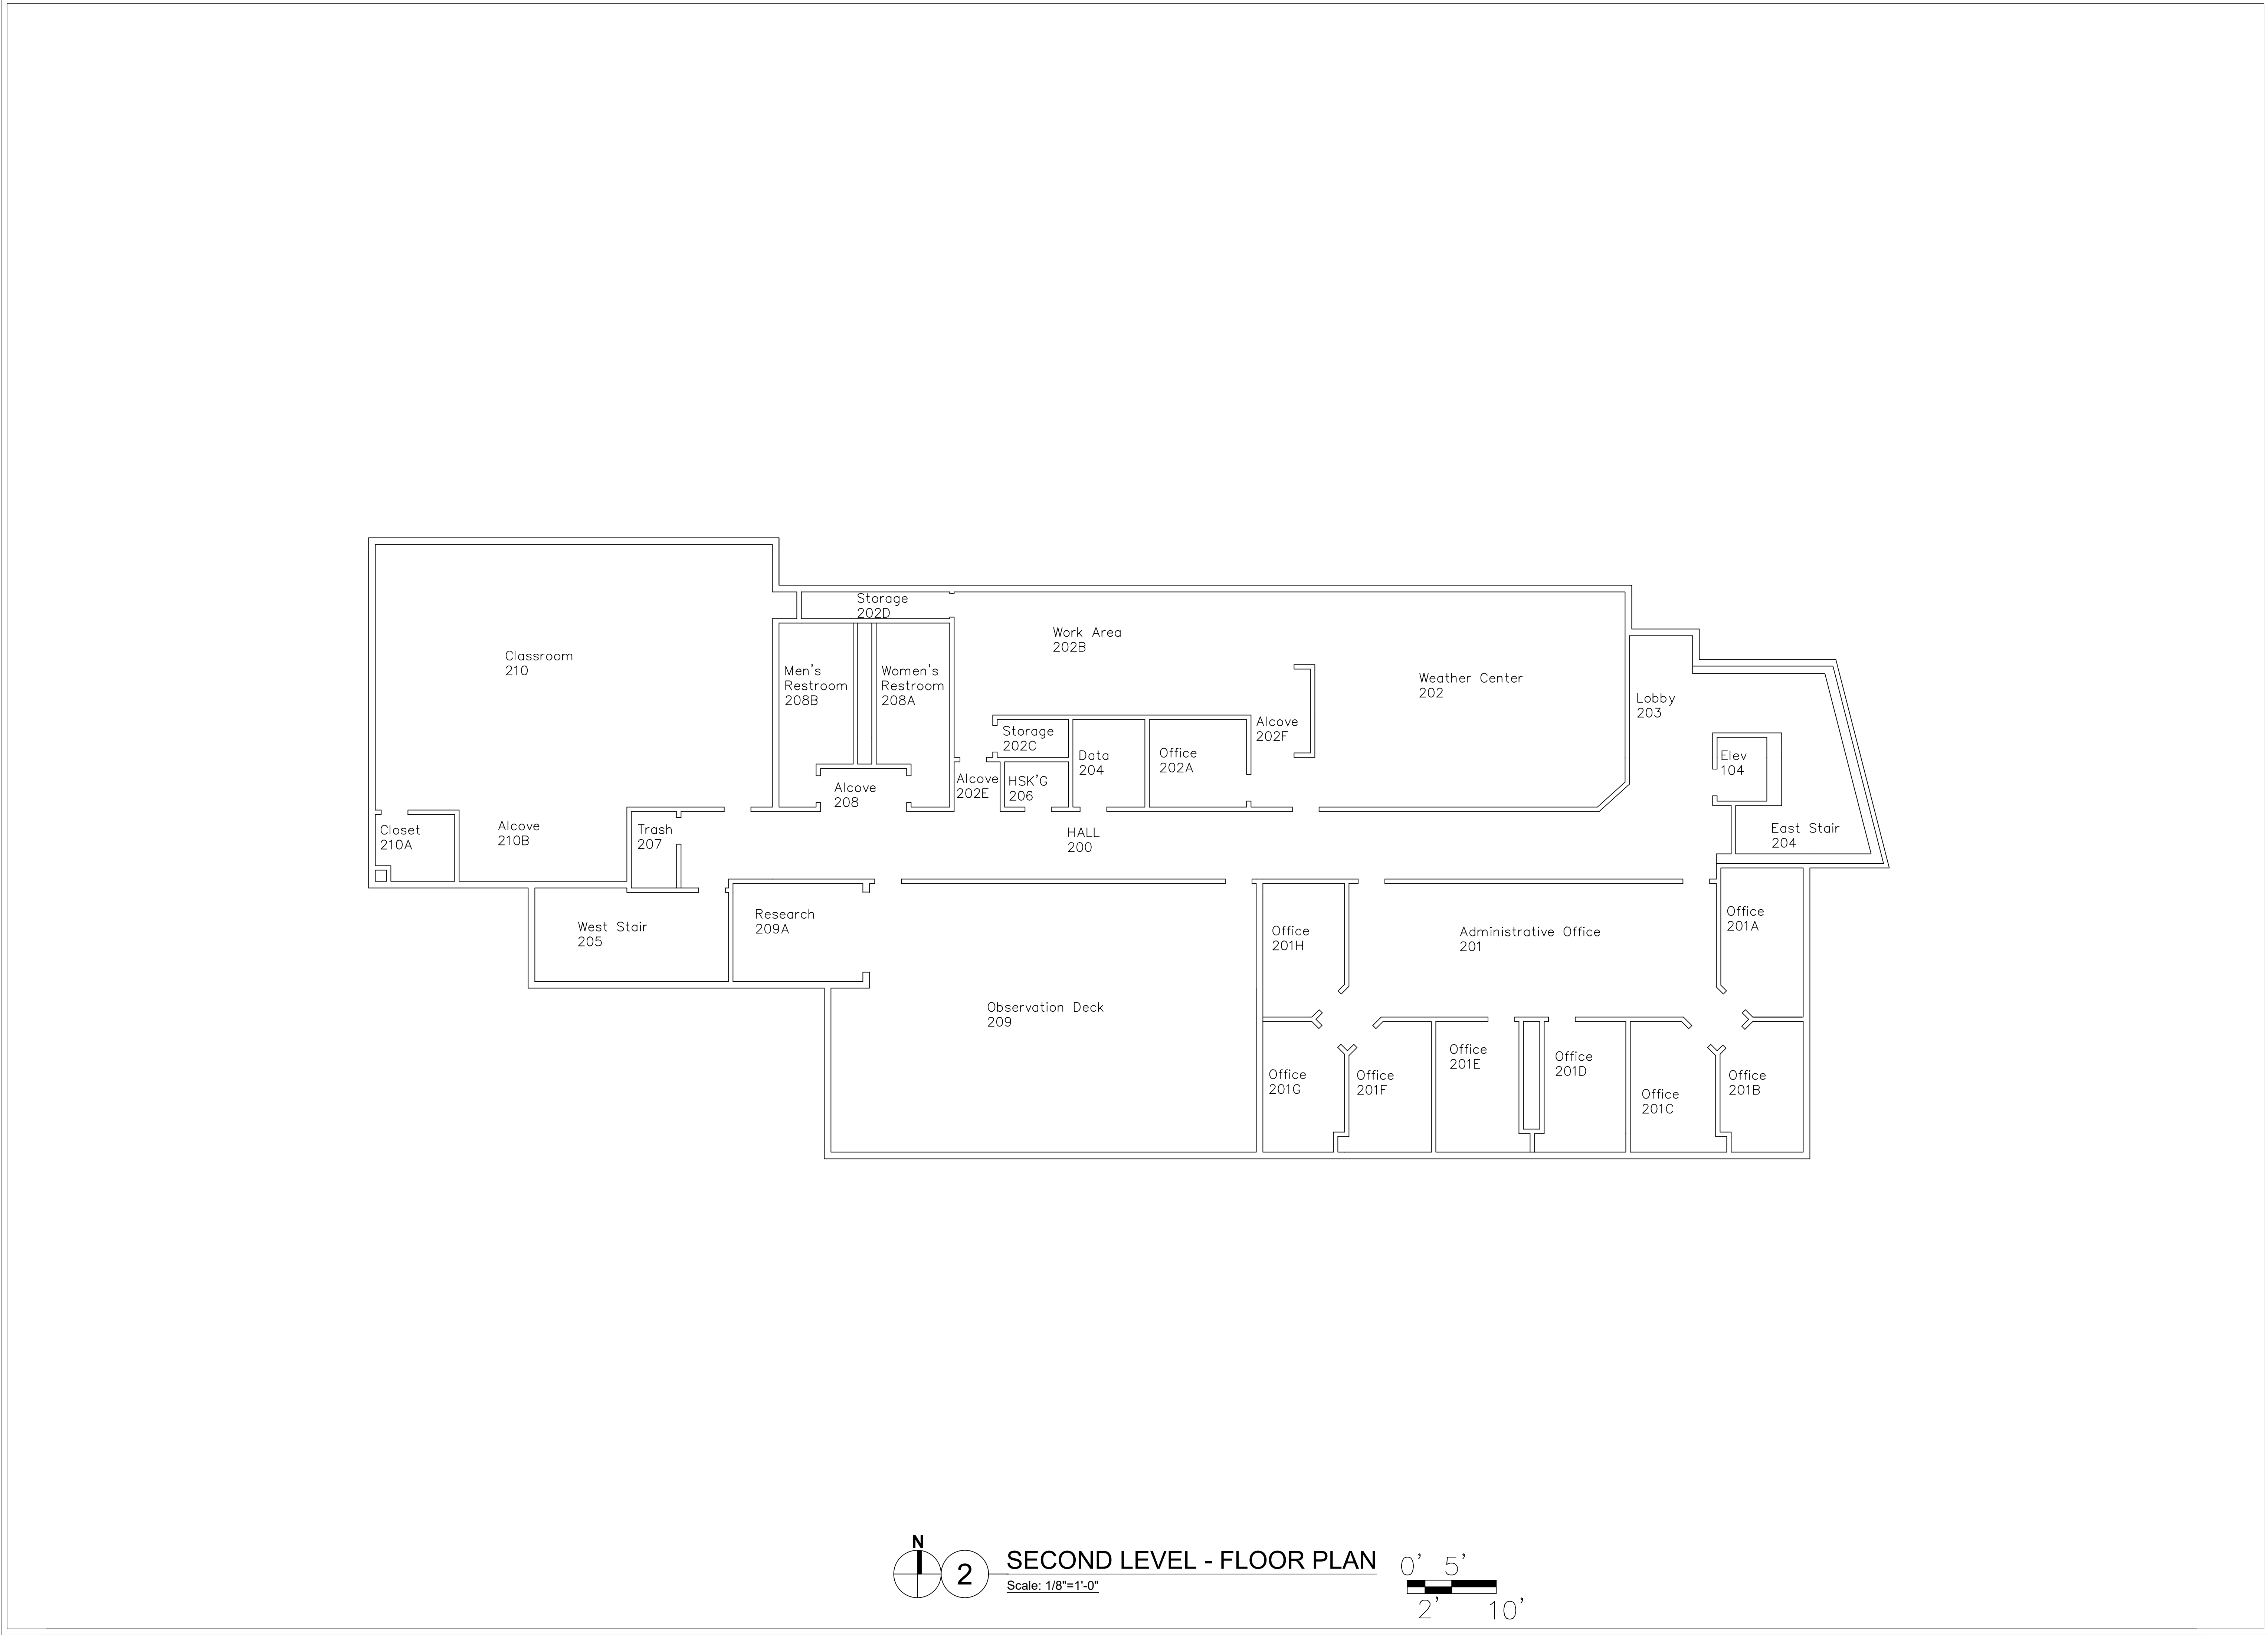 Storage
202D
Work Area
202B
Classroom
210
Men's
Restroom
208B
Women's
Restroom
208A
Weather Center
202
Lobby
203
Alcove
202F
Storage
202C
Data
204
Office
202A
Elev
104
Alcove
202E
HSK'G
206
Alcove
208
Closet
210A
Alcove
210B
Trash
207
HALL
200
East Stair
204
West Stair
205
Research
209A
Office
201H
Administrative Office
201
Office
201A
Observation Deck
209
Office
201G
Office
201F
Office
201E
Office
201D
Office
201C
Office
201B
N
2
SECOND LEVEL - FLOOR PLAN
Scale: 1/8"=1'-0"
0' 5'
2' 10'